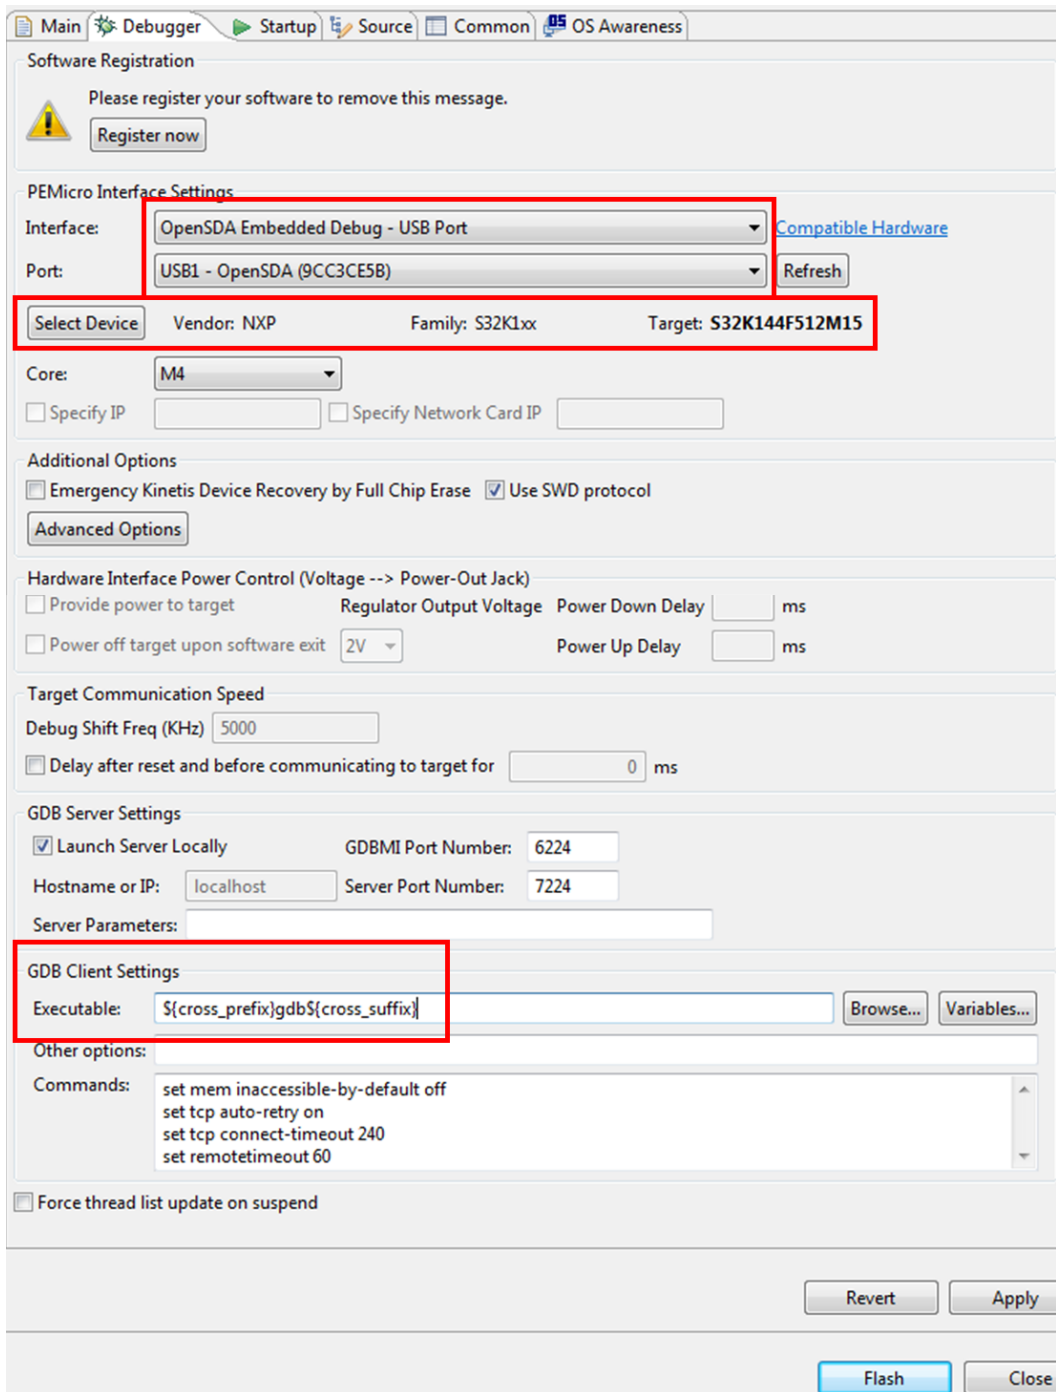 Main Debugger Startup Source Common OS Awareness
Software Registration
Please register your software to remove this message.
Register now
PEMicro Interface Settings
Interface: OpenSDA Embedded Debug - USB Port Compatible Hardware
Port: USB1 - OpenSDA (9CC3CE5B) Refresh
Select Device Vendor: NXP Family: S32K1xx Target: S32K144F512M15
Core: M4
Specify IP Specify Network Card IP
Additional Options
Emergency Kinetis Device Recovery by Full Chip Erase Use SWD protocol
Advanced Options
Hardware Interface Power Control (Voltage --> Power-Out Jack)
Provide power to target Regulator Output Voltage Power Down Delay ms
Power off target upon software exit 2V Power Up Delay ms
Target Communication Speed
Debug Shift Freq (KHz) 5000
Delay after reset and before communicating to target for 0 ms
GDB Server Settings
Launch Server Locally GDBMI Port Number: 6224
Hostname or IP: localhost Server Port Number: 7224
Server Parameters:
GDB Client Settings
Executable: ${cross_prefix}gdb${cross_suffix} Browse... Variables...
Other options:
Commands: set mem inaccessible-by-default off
set tcp auto-retry on
set tcp connect-timeout 240
set remotetimeout 60
Force thread list update on suspend
Revert Apply
Flash Close